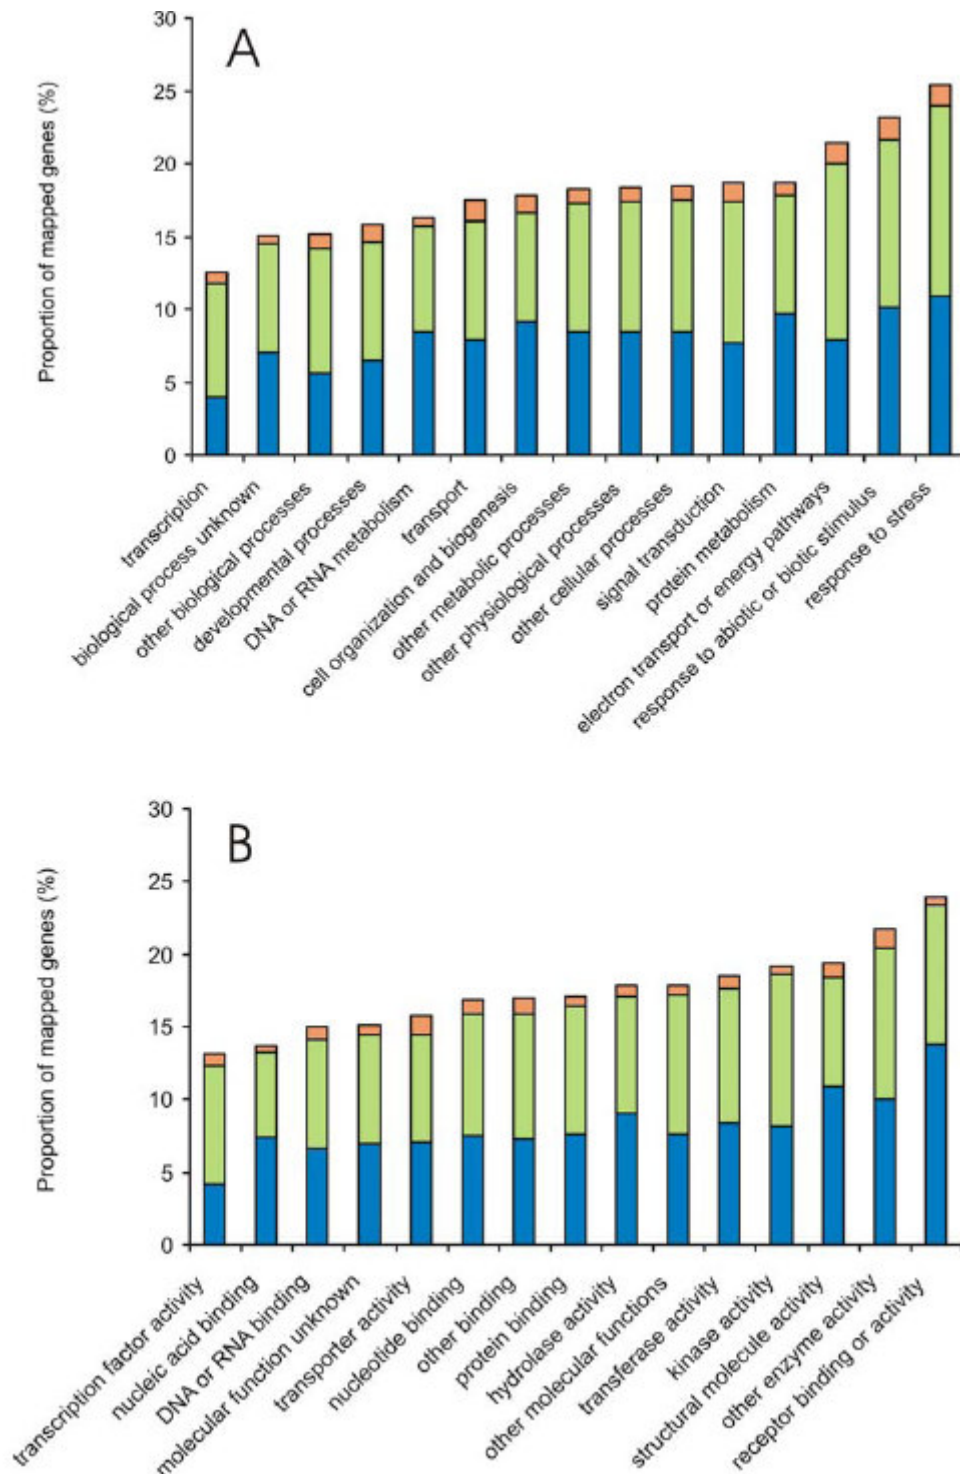 A
Proportion of mapped genes (%)
30
25
20
15
10
5
0
transcription
biological process unknown
other biological processes
developmental processes
DNA or RNA metabolism
transport
cell organization and biogenesis
other metabolic processes
other physiological processes
other cellular processes
signal transduction
protein metabolism
electron transport or energy pathways
response to abiotic or biotic stimulus
response to stress
B
Proportion of mapped genes (%)
30
25
20
15
10
5
0
transcription factor activity
nucleic acid binding
DNA or RNA binding
molecular function unknown
transporter activity
nucleotide binding
other binding
protein binding
hydrolase activity
other molecular functions
transferase activity
kinase activity
structural molecule activity
other enzyme activity
receptor binding or activity